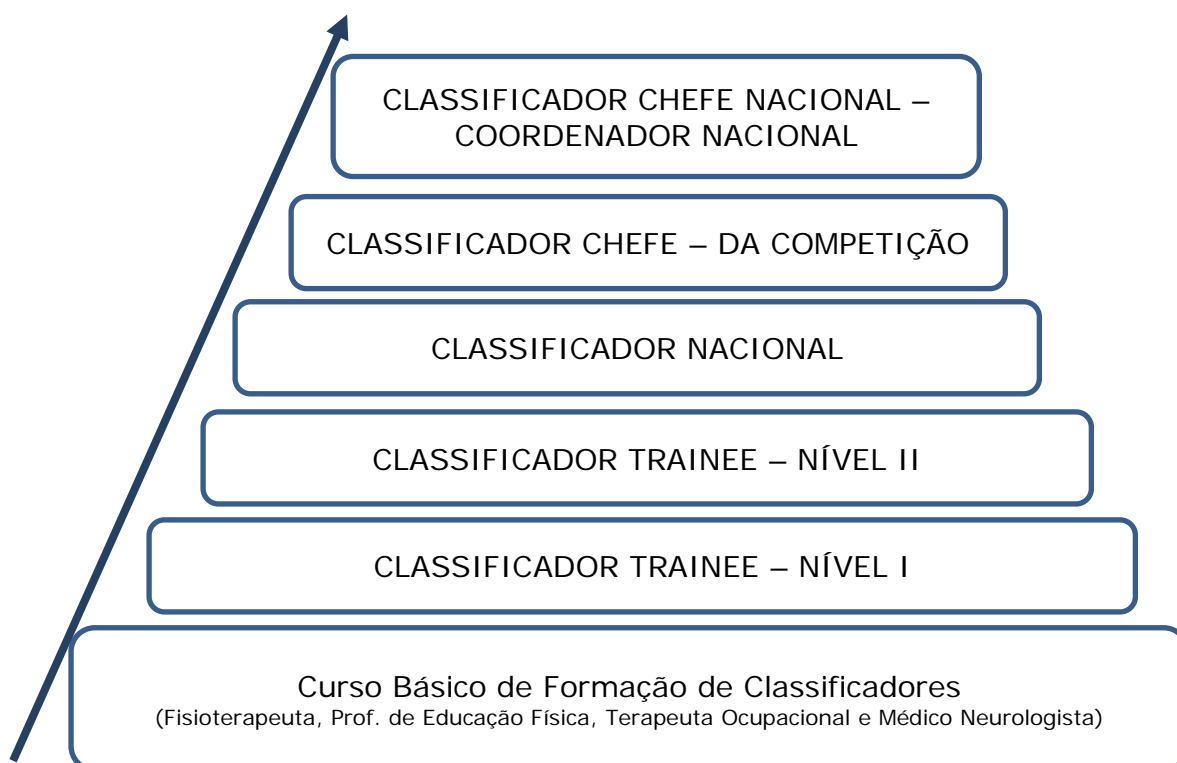 CLASSIFICADOR CHEFE NACIONAL –
COORDENADOR NACIONAL
CLASSIFICADOR CHEFE – DA COMPETIÇÃO
CLASSIFICADOR NACIONAL
CLASSIFICADOR TRAINEE – NÍVEL II
CLASSIFICADOR TRAINEE – NÍVEL I
Curso Básico de Formação de Classificadores
(Fisioterapeuta, Prof. de Educação Física, Terapeuta Ocupacional e Médico Neurologista)